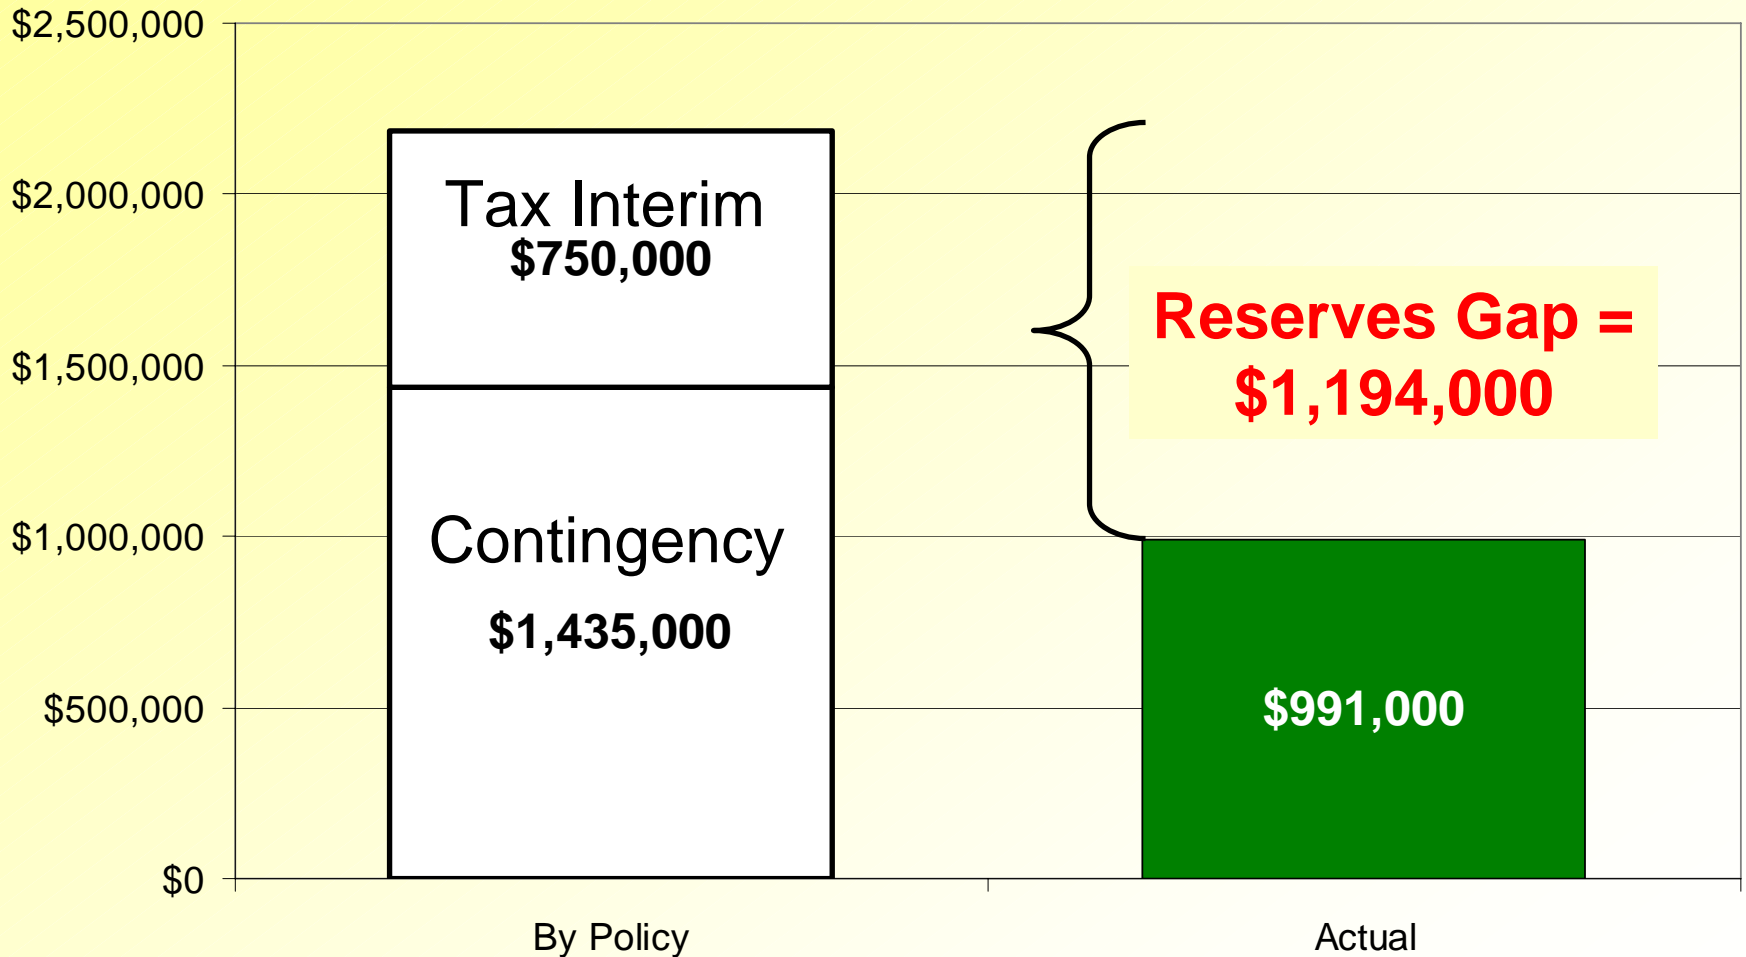 $2,500,000
$2,000,000
$1,500,000
$1,000,000
$500,000
$0
Tax Interim
$750,000
Contingency
$1,435,000
Reserves Gap =
$1,194,000
$991,000
By Policy
Actual